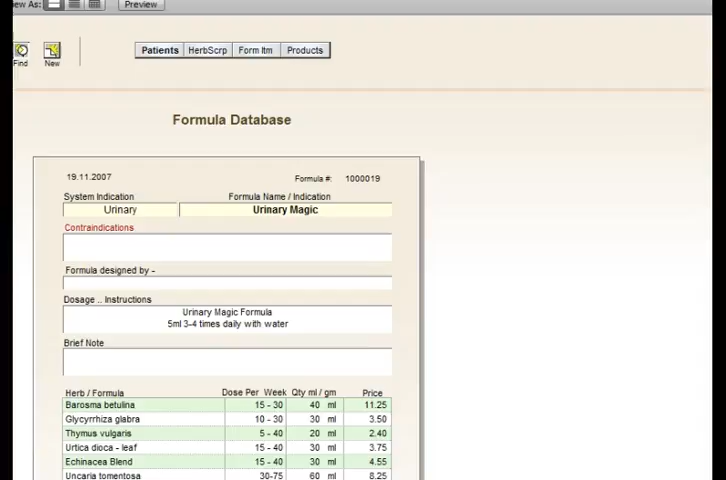 ew As:
Preview
Find
New
Patients HerbScrp Form Itm Products
Formula Database
19.11.2007 Formula #: 1000019
System Indication Formula Name / Indication
Urinary Urinary Magic
Contraindications
Formula designed by -
Dosage .. Instructions
Urinary Magic Formula
5ml 3-4 times daily with water
Brief Note
Herb / Formula Dose Per Week Qty ml / gm Price
Barosma betulina 15 - 30 40 ml 11.25
Glycyrrhiza glabra 10 - 30 30 ml 3.50
Thymus vulgaris 5 - 40 20 ml 2.40
Urtica dioca - leaf 15 - 40 30 ml 3.75
Echinacea Blend 15 - 40 30 ml 4.55
Uncaria tomentosa 30-75 60 ml 8.25